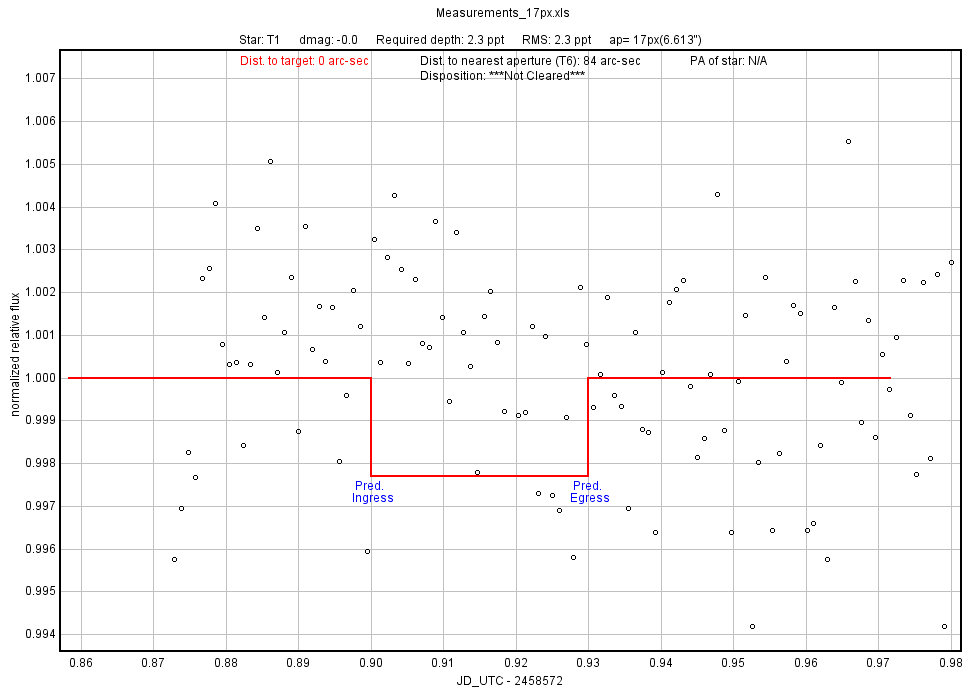 Measurements_17px.xls
Star: T1 dmag: -0.0 Required depth: 2.3 ppt RMS: 2.3 ppt ap= 17px(6.613")
Dist. to target: 0 arc-sec Dist. to nearest aperture (T6): 84 arc-sec PA of star: N/A
Disposition: ***Not Cleared***
1.007
1.006
1.005
1.004
1.003
1.002
1.001
1.000
0.999
0.998
0.997
0.996
0.995
0.994
normalized relative flux
Pred.
Ingress
Pred.
Egress
0.86 0.87 0.88 0.89 0.90 0.91 0.92 0.93 0.94 0.95 0.96 0.97 0.98
JD_UTC - 2458572